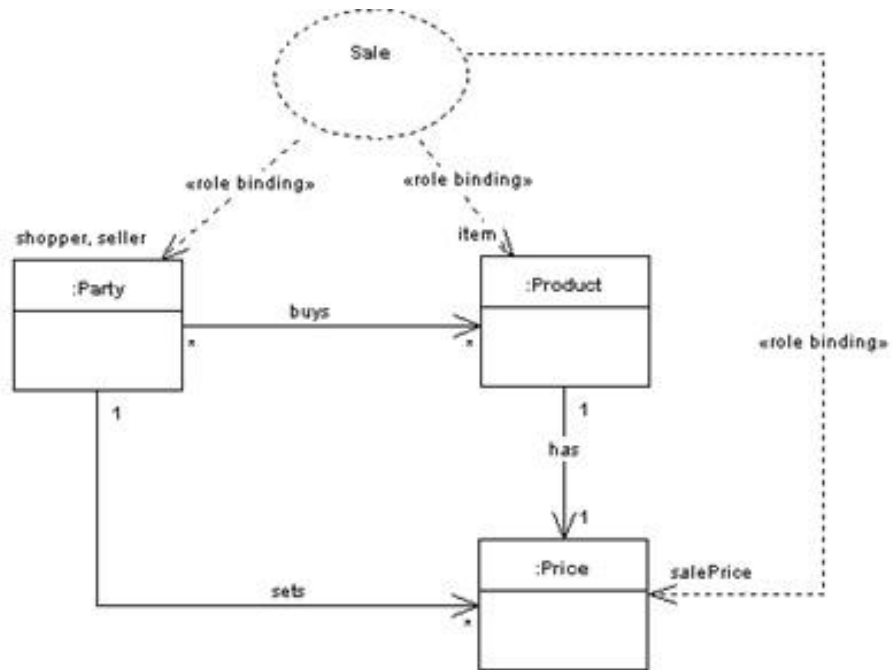 Sale
«role binding»
«role binding»
shopper, seller
item
:Party
:Product
buys
*
*
«role binding»
1
1
has
1
:Price
salePrice
sets
*